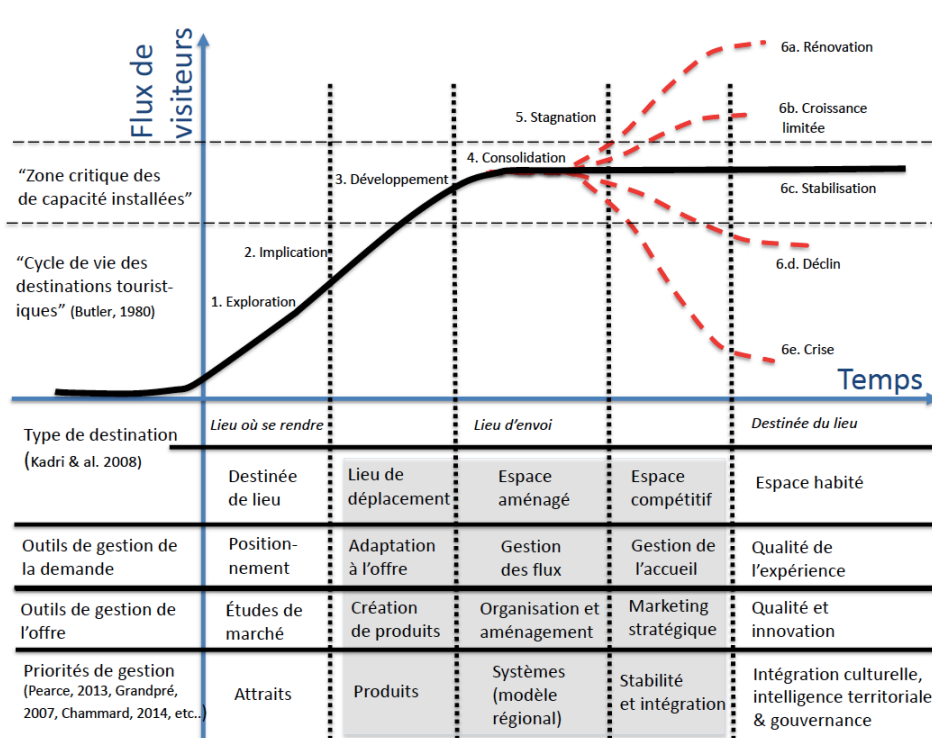 Flux de
visiteurs
6a. Rénovation
6b. Croissance
limitée
5. Stagnation
4. Consolidation
3. Développement
6c. Stabilisation
“Zone critique des
de capacité installées”
2. Implication
6.d. Déclin
“Cycle de vie des
destinations tourist-
iques” (Butler, 1980)
1. Exploration
6e. Crise
Temps
Type de destination
(Kadri & al. 2008)
Lieu où se rendre
Lieu d’envoi
Destinée du lieu
Destinée
de lieu
Lieu de
déplacement
Espace
aménagé
Espace
compétitif
Espace habité
Outils de gestion de
la demande
Position-
nement
Adaptation
à l’offre
Gestion
des flux
Gestion de
l’accueil
Qualité de
l’expérience
Outils de gestion de
l’offre
Études de
marché
Création
de produits
Organisation et
aménagement
Marketing
stratégique
Qualité et
innovation
Priorités de gestion
(Pearce, 2013, Grandpré,
2007, Chammard, 2014, etc..)
Attraits
Produits
Systèmes
(modèle
régional)
Stabilité
et intégration
Intégration culturelle,
intelligence territoriale
& gouvernance